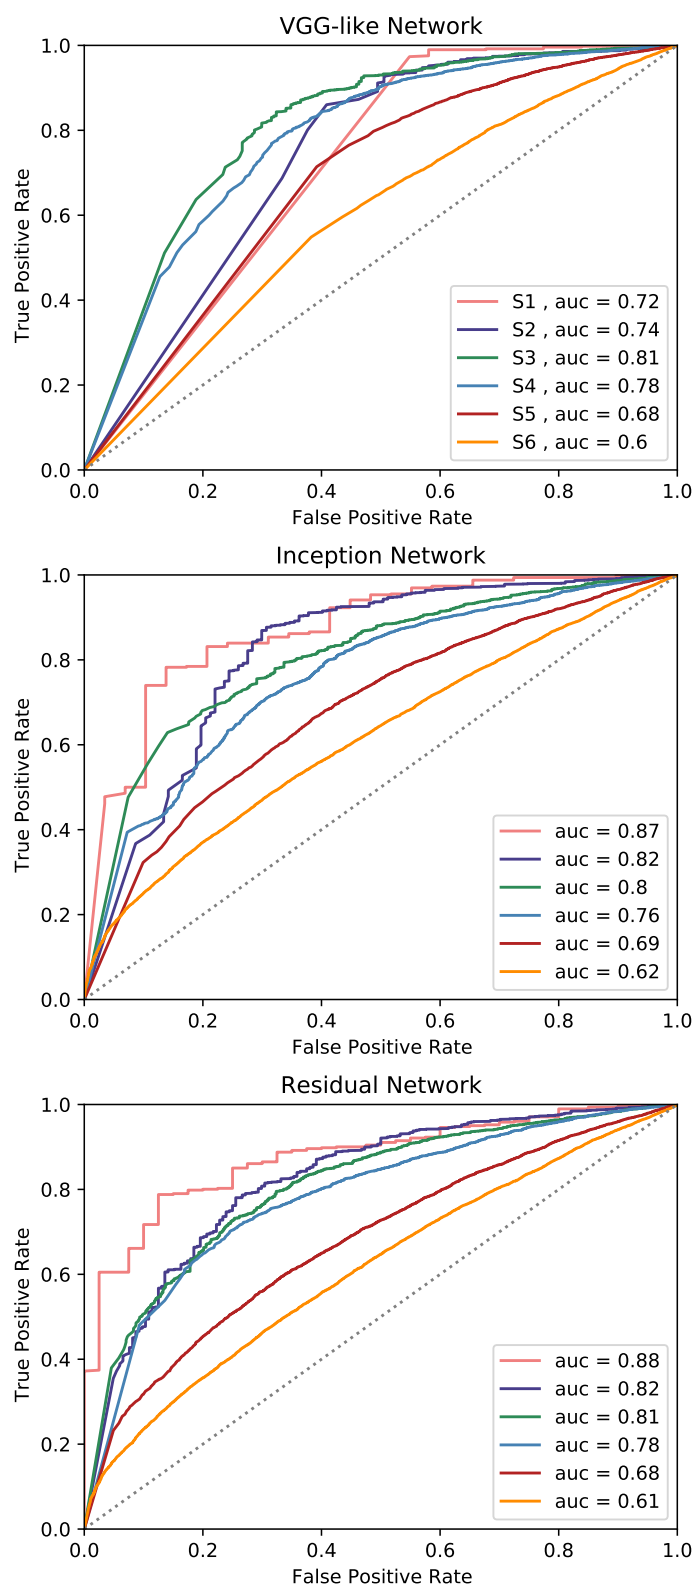 VGG-like Network
1.0
0.8
0.6
0.4
0.2
0.0
True Positive Rate
S1 , auc = 0.72
S2 , auc = 0.74
S3 , auc = 0.81
S4 , auc = 0.78
S5 , auc = 0.68
S6 , auc = 0.6
0.0 0.2 0.4 0.6 0.8 1.0
False Positive Rate
Inception Network
1.0
0.8
0.6
0.4
0.2
0.0
True Positive Rate
auc = 0.87
auc = 0.82
auc = 0.8
auc = 0.76
auc = 0.69
auc = 0.62
0.0 0.2 0.4 0.6 0.8 1.0
False Positive Rate
Residual Network
1.0
0.8
0.6
0.4
0.2
0.0
True Positive Rate
auc = 0.88
auc = 0.82
auc = 0.81
auc = 0.78
auc = 0.68
auc = 0.61
0.0 0.2 0.4 0.6 0.8 1.0
False Positive Rate